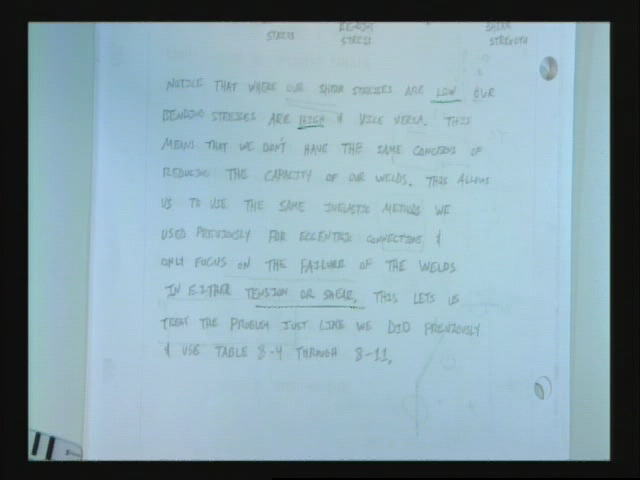 STRESS BENDING STRESS SHEAR STRENGTH
NOTICE THAT WHERE OUR SHEAR STRESSES ARE LOW OUR
BENDING STRESSES ARE HIGH & VICE VERSA. THIS
MEANS THAT WE DON'T HAVE THE SAME CONCERNS OF
REDUCING THE CAPACITY OF OUR WELDS. THIS ALLOWS
US TO USE THE SAME INELASTIC METHODS WE
USED PREVIOUSLY FOR ECCENTRIC CONNECTIONS &
ONLY FOCUS ON THE FAILURE OF THE WELDS
IN EITHER TENSION OR SHEAR. THIS LETS US
TREAT THE PROBLEM JUST LIKE WE DID PREVIOUSLY
& USE TABLE 8-4 THROUGH 8-11.